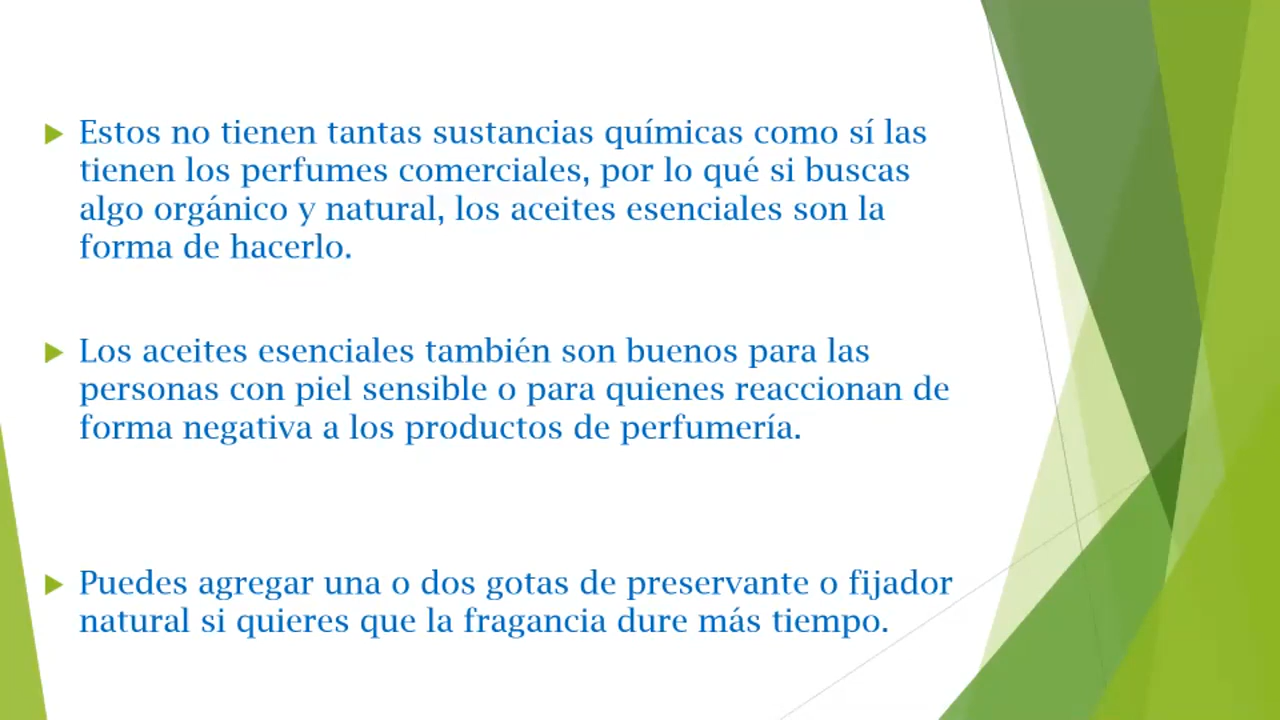 Estos no tienen tantas sustancias químicas como sí las
tienen los perfumes comerciales, por lo qué si buscas
algo orgánico y natural, los aceites esenciales son la
forma de hacerlo.
Los aceites esenciales también son buenos para las
personas con piel sensible o para quienes reaccionan de
forma negativa a los productos de perfumería.
Puedes agregar una o dos gotas de preservante o fijador
natural si quieres que la fragancia dure más tiempo.